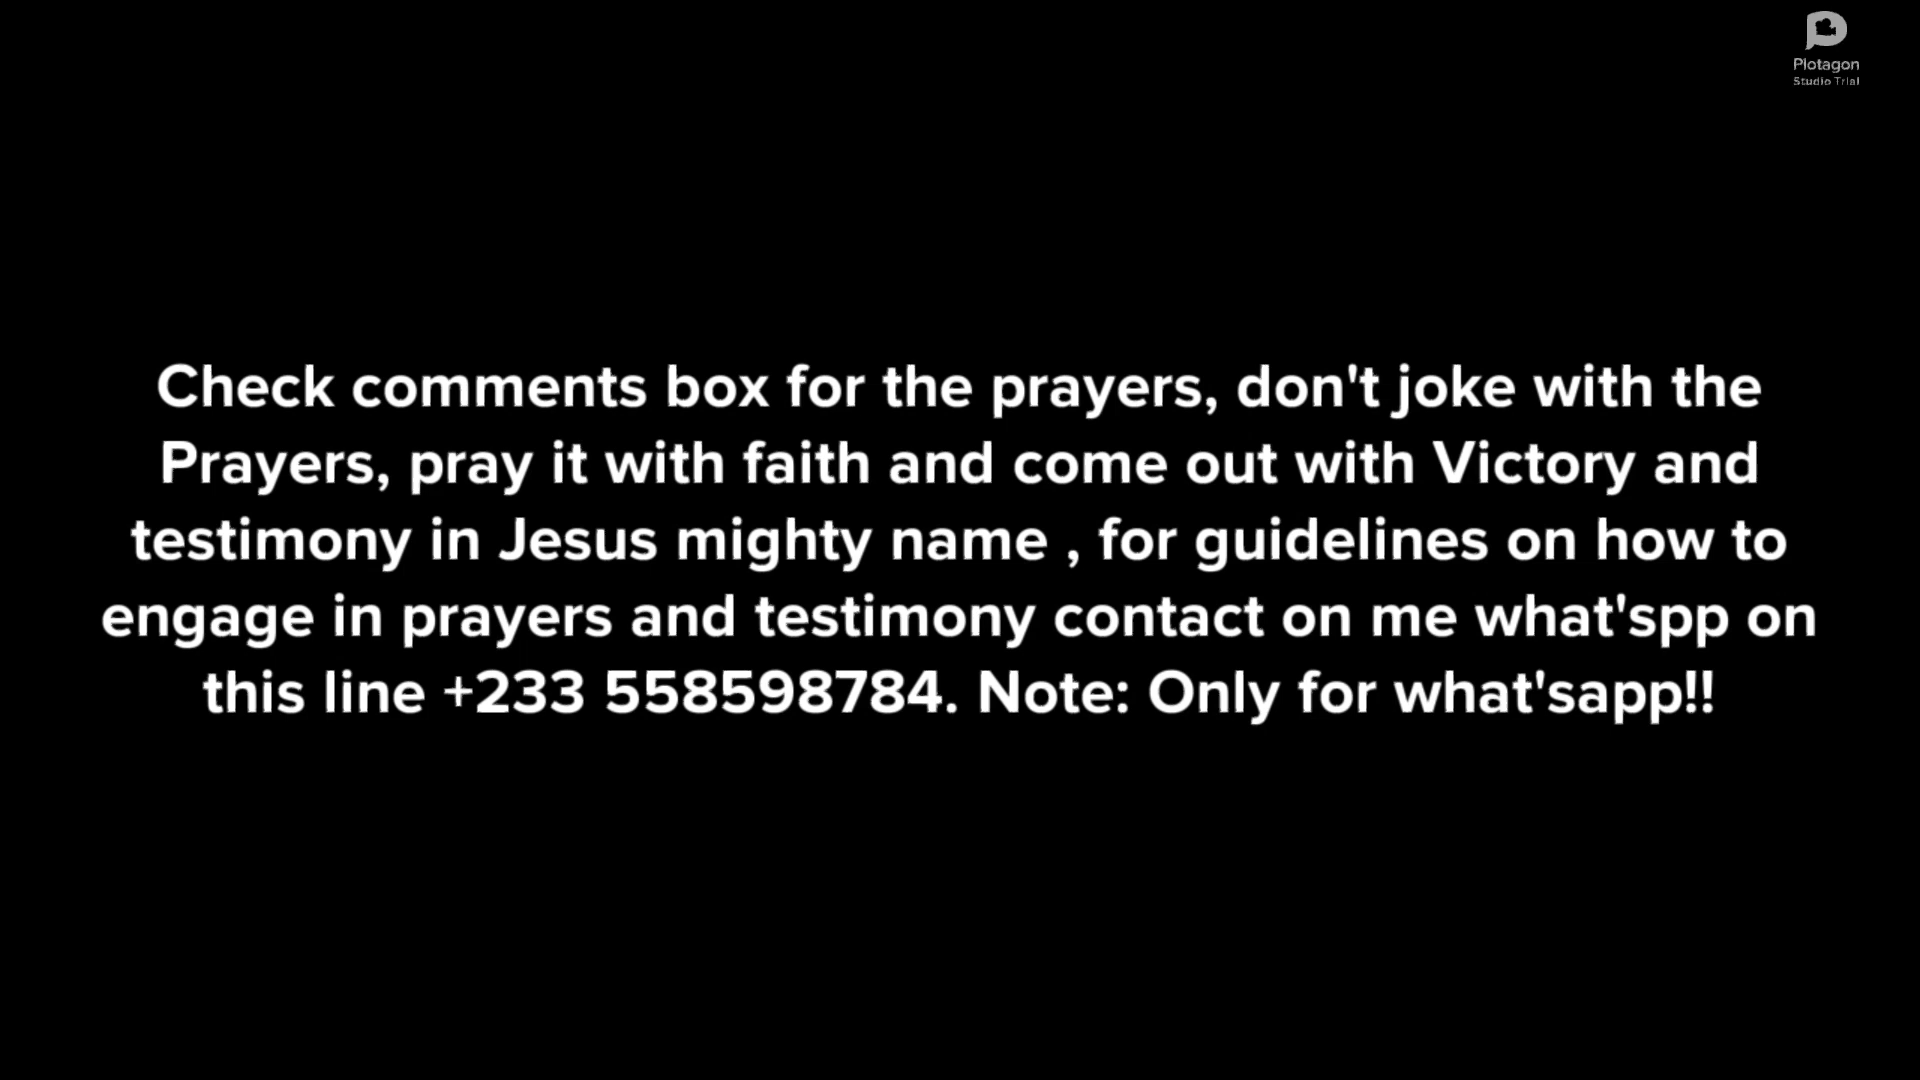 Plotagon
Studio Trial
Check comments box for the prayers, don't joke with the
Prayers, pray it with faith and come out with Victory and
testimony in Jesus mighty name , for guidelines on how to
engage in prayers and testimony contact on me what'spp on
this line +233 558598784. Note: Only for what'sapp!!